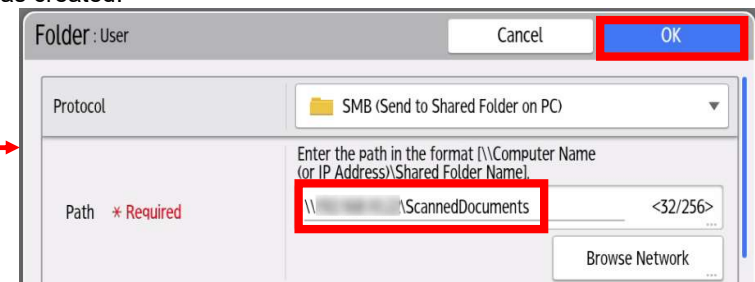 as created.
Folder : User
Cancel
OK
Protocol
SMB (Send to Shared Folder on PC)
Enter the path in the format [\\Computer Name
(or IP Address)\Shared Folder Name].
Path * Required
\\ \ScannedDocuments <32/256>
Browse Network